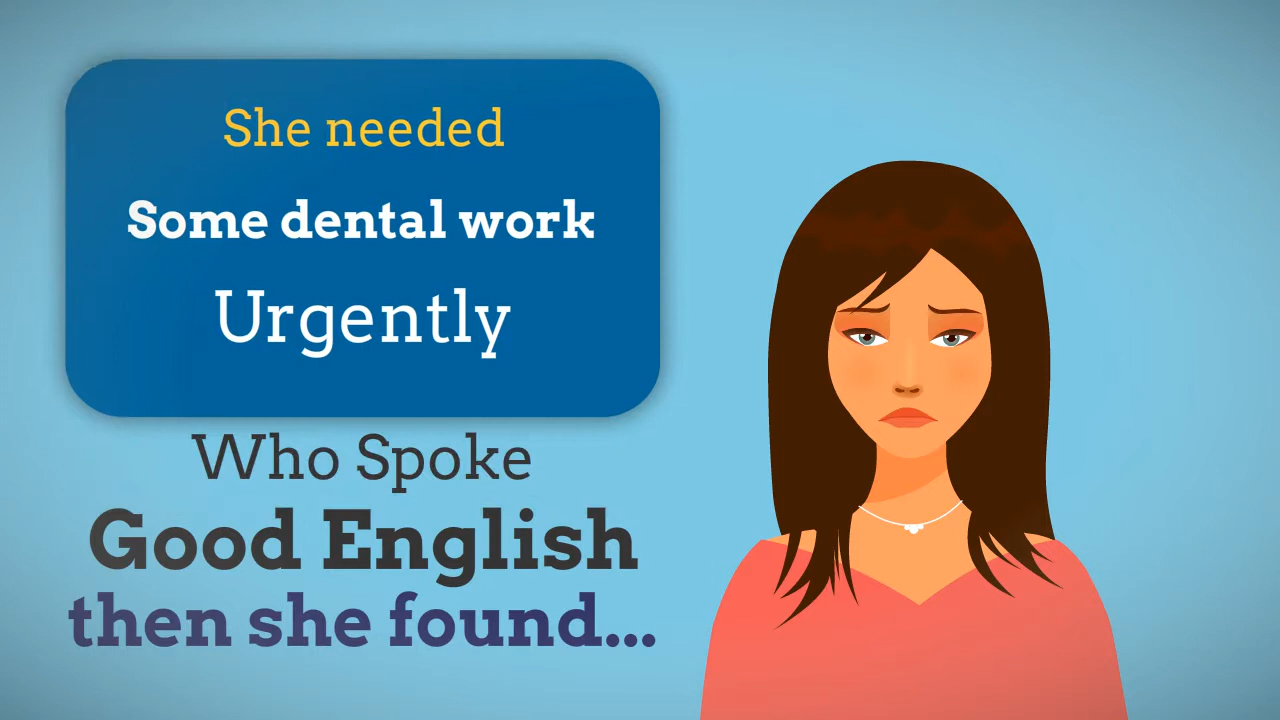 She needed
Some dental work
Urgently
Who Spoke
Good English
then she found...